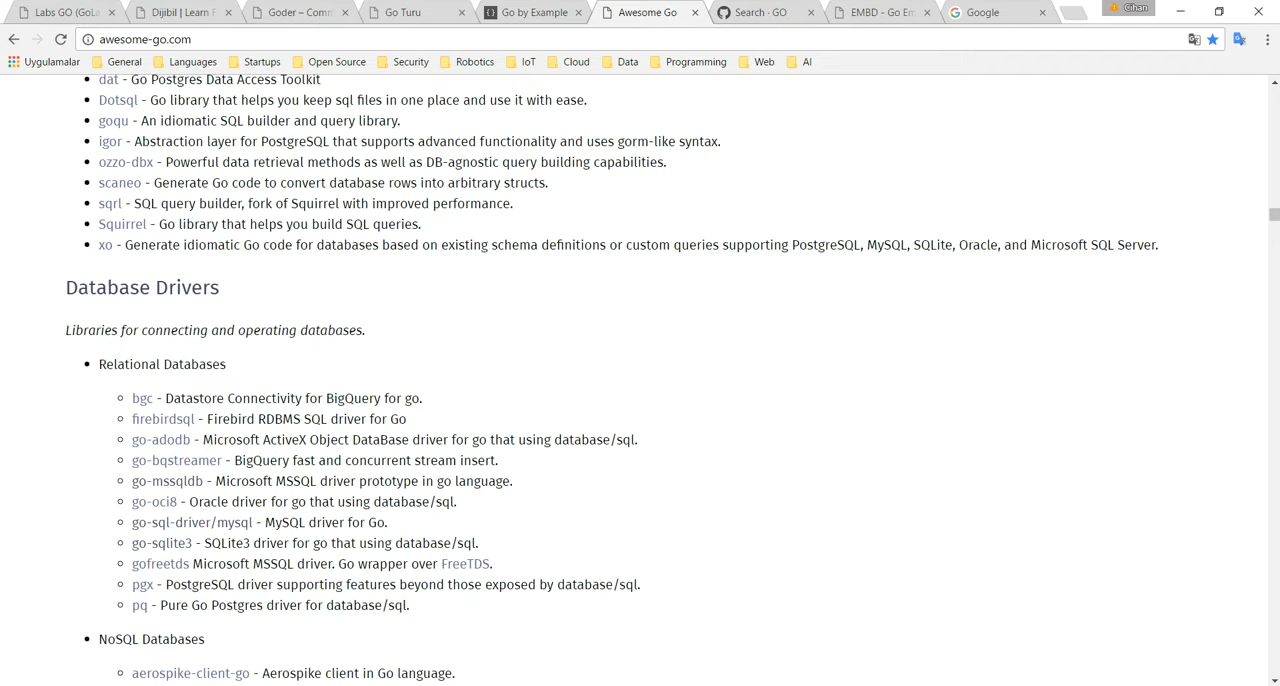 Labs GO (GoLa
Dijibil | Learn F
Goder – Comm
Go Turu
Go by Example
Awesome Go
Search · GO
EMBD - Go Em
Google
Cihan
awesome-go.com
Uygulamalar General Languages Startups Open Source Security Robotics IoT Cloud Data Programming Web AI
dat - Go Postgres Data Access Toolkit
Dotsql - Go library that helps you keep sql files in one place and use it with ease.
goqu - An idiomatic SQL builder and query library.
igor - Abstraction layer for PostgreSQL that supports advanced functionality and uses gorm-like syntax.
ozzo-dbx - Powerful data retrieval methods as well as DB-agnostic query building capabilities.
scaneo - Generate Go code to convert database rows into arbitrary structs.
sqrl - SQL query builder, fork of Squirrel with improved performance.
Squirrel - Go library that helps you build SQL queries.
xo - Generate idiomatic Go code for databases based on existing schema definitions or custom queries supporting PostgreSQL, MySQL, SQLite, Oracle, and Microsoft SQL Server.
Database Drivers
Libraries for connecting and operating databases.
Relational Databases
bgc - Datastore Connectivity for BigQuery for go.
firebirdsql - Firebird RDBMS SQL driver for Go
go-adodb - Microsoft ActiveX Object DataBase driver for go that using database/sql.
go-bqstreamer - BigQuery fast and concurrent stream insert.
go-mssqldb - Microsoft MSSQL driver prototype in go language.
go-oci8 - Oracle driver for go that using database/sql.
go-sql-driver/mysql - MySQL driver for Go.
go-sqlite3 - SQLite3 driver for go that using database/sql.
gofreetds Microsoft MSSQL driver. Go wrapper over FreeTDS.
pgx - PostgreSQL driver supporting features beyond those exposed by database/sql.
pq - Pure Go Postgres driver for database/sql.
NoSQL Databases
aerospike-client-go - Aerospike client in Go language.